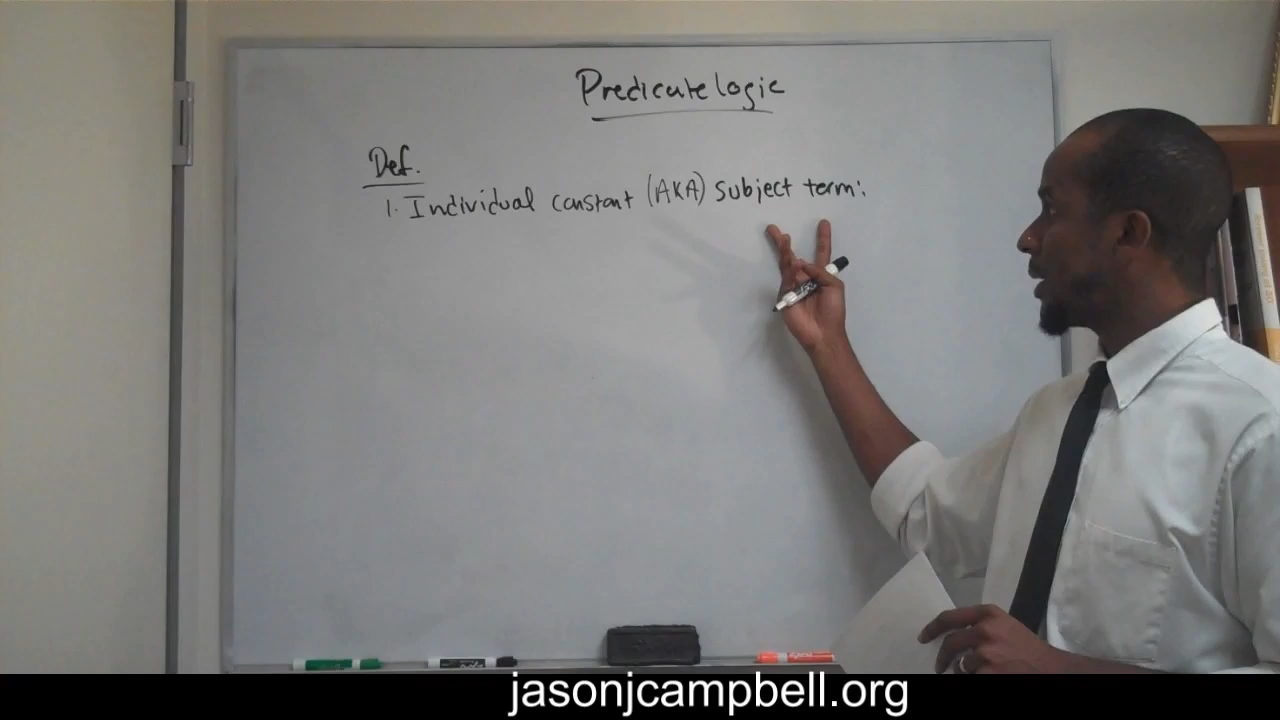 Predicate logic
Def.
1. Individual constant (AKA) subject term:
jasonjcampbell.org